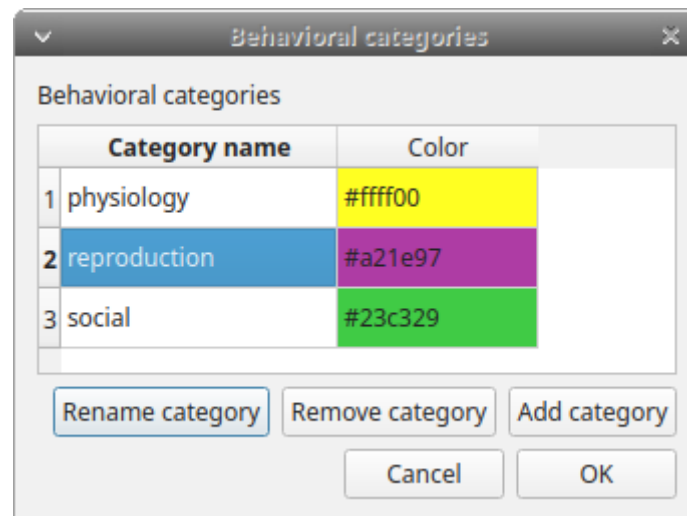 Behavioral categories
Behavioral categories
Category name Color
1 physiology #ffff00
2 reproduction #a21e97
3 social #23c329
Rename category Remove category Add category
Cancel OK